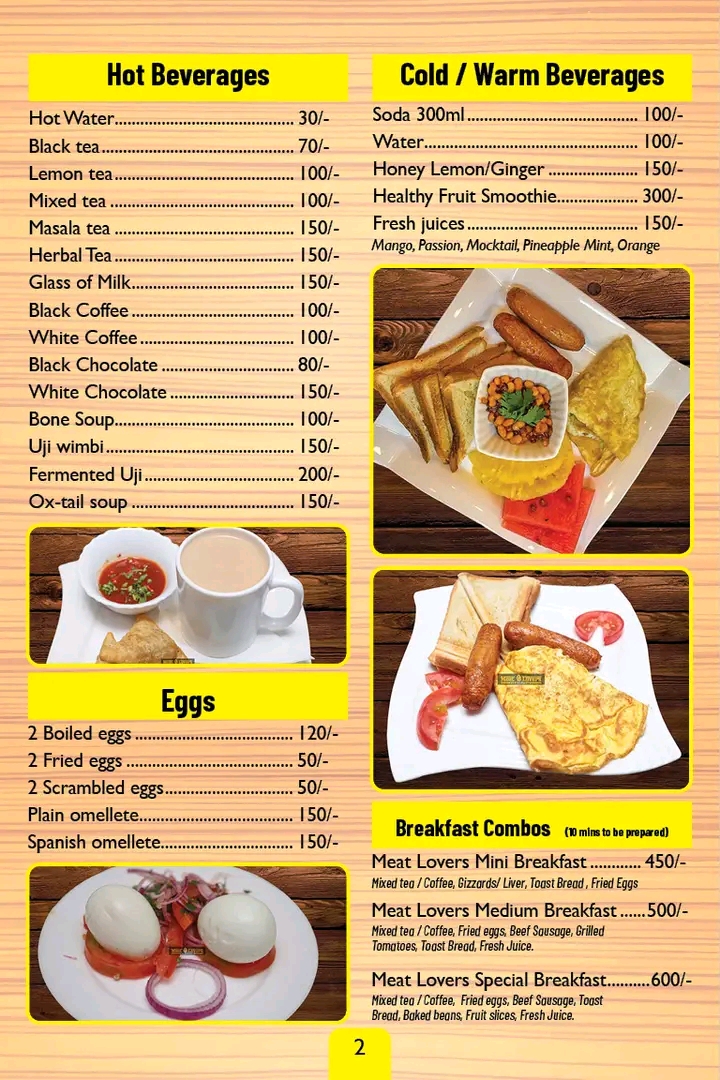 Hot Beverages
Hot Water 30/-
Black tea 70/-
Lemon tea 100/-
Mixed tea 100/-
Masala tea 150/-
Herbal Tea 150/-
Glass of Milk 150/-
Black Coffee 100/-
White Coffee 100/-
Black Chocolate 80/-
White Chocolate 150/-
Bone Soup 100/-
Uji wimbi 150/-
Fermented Uji 200/-
Ox-tail soup 150/-
Eggs
2 Boiled eggs 120/-
2 Fried eggs 50/-
2 Scrambled eggs 50/-
Plain omellete 150/-
Spanish omellete 150/-
Cold / Warm Beverages
Soda 300ml 100/-
Water 100/-
Honey Lemon/Ginger 150/-
Healthy Fruit Smoothie 300/-
Fresh juices 150/-
Mango, Passion, Mocktail, Pineapple Mint, Orange
Breakfast Combos (10 mins to be prepared)
Meat Lovers Mini Breakfast 450/-
Mixed tea / Coffee, Gizzards/ Liver, Toast Bread , Fried Eggs
Meat Lovers Medium Breakfast 500/-
Mixed tea / Coffee, Fried eggs, Beef Sausage, Grilled
Tomatoes, Toast Bread, Fresh Juice.
Meat Lovers Special Breakfast 600/-
Mixed tea / Coffee, Fried eggs, Beef Sausage, Toast
Bread, Baked beans, Fruit slices, Fresh Juice.
2